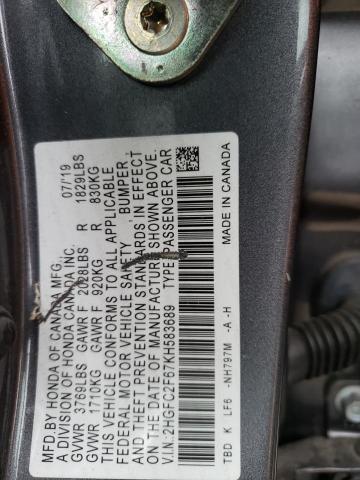 MFD.BY HONDA OF CANADA MFG. 07/19
A DIVISION OF HONDA CANADA INC.
GVWR 3769LBS GAWR F 2028LBS R 1829LBS
GVWR 1710KG GAWR F 920KG R 830KG
THIS VEHICLE CONFORMS TO ALL APPLICABLE
FEDERAL MOTOR VEHICLE SAFETY, BUMPER
AND THEFT PREVENTION STANDARDS IN EFFECT
ON THE DATE OF MANUFACTURE SHOWN ABOVE.
V.I.N: 2HGFC2F67KH583689 TYPE: PASSENGER CAR
TBD K LF6 -NH797M -A -H MADE IN CANADA